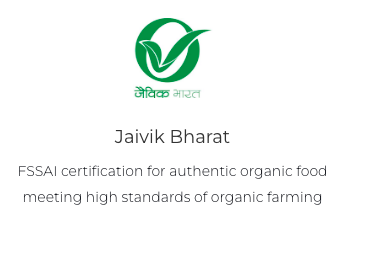 जैविक भारत
Jaivik Bharat
FSSAI certification for authentic organic food
meeting high standards of organic farming